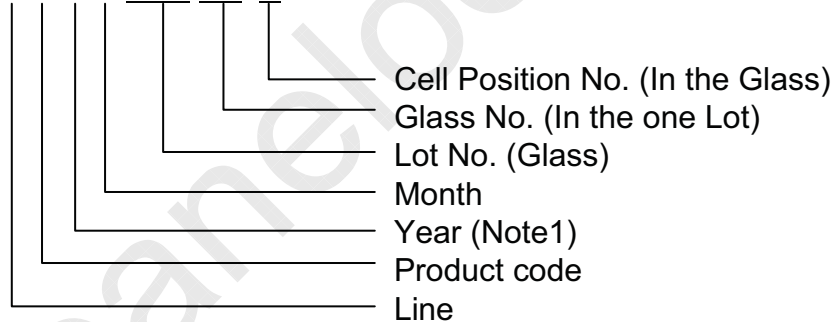 Cell Position No. (In the Glass)
Glass No. (In the one Lot)
Lot No. (Glass)
Month
Year (Note1)
Product code
Line